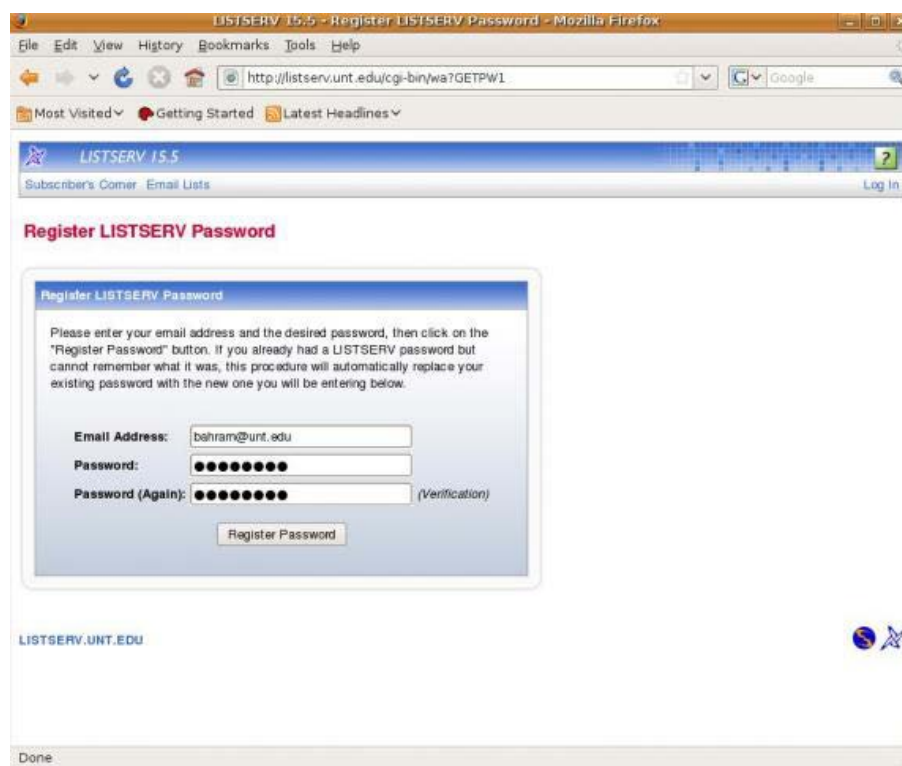 LISTSERV 15.5 - Register LISTSERV Password - Mozilla Firefox
File Edit View History Bookmarks Tools Help
http://listserv.unt.edu/cgi-bin/wa?GETPW1 G Google
Most Visited Getting Started Latest Headlines
LISTSERV 15.5 ?
Subscriber's Corner Email Lists Log In
Register LISTSERV Password
Register LISTSERV Password
Please enter your email address and the desired password, then click on the
"Register Password" button. If you already had a LISTSERV password but
cannot remember what it was, this procedure will automatically replace your
existing password with the new one you will be entering below.
Email Address: bahram@unt.edu
Password: ●●●●●●●●
Password (Again): ●●●●●●●● (Verification)
Register Password
LISTSERV.UNT.EDU
Done